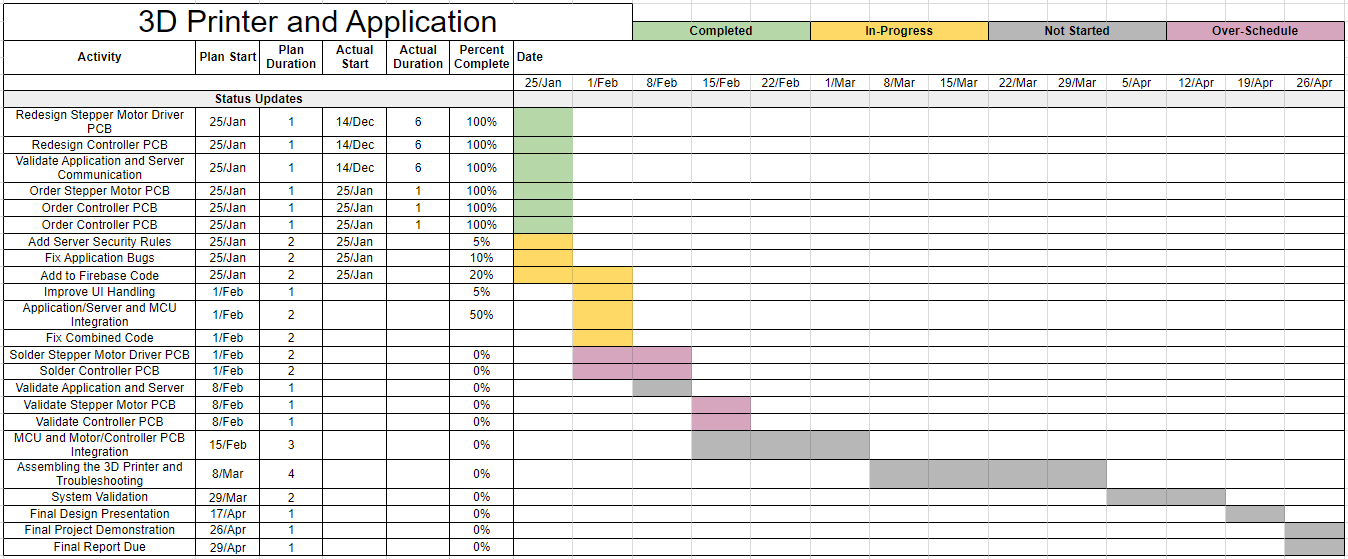 3D Printer and Application
Completed In-Progress Not Started Over-Schedule
Activity Plan Start Plan Duration Actual Start Actual Duration Percent Complete Date
25/Jan 1/Feb 8/Feb 15/Feb 22/Feb 1/Mar 8/Mar 15/Mar 22/Mar 29/Mar 5/Apr 12/Apr 19/Apr 26/Apr
Status Updates
Redesign Stepper Motor Driver
PCB 25/Jan 1 14/Dec 6 100%
Redesign Controller PCB 25/Jan 1 14/Dec 6 100%
Validate Application and Server
Communication 25/Jan 1 14/Dec 6 100%
Order Stepper Motor PCB 25/Jan 1 25/Jan 1 100%
Order Controller PCB 25/Jan 1 25/Jan 1 100%
Order Controller PCB 25/Jan 1 25/Jan 1 100%
Add Server Security Rules 25/Jan 2 25/Jan 5%
Fix Application Bugs 25/Jan 2 25/Jan 10%
Add to Firebase Code 25/Jan 2 25/Jan 20%
Improve UI Handling 1/Feb 1 5%
Application/Server and MCU
Integration 1/Feb 2 50%
Fix Combined Code 1/Feb 2
Solder Stepper Motor Driver PCB 1/Feb 2 0%
Solder Controller PCB 1/Feb 2 0%
Validate Application and Server 8/Feb 1 0%
Validate Stepper Motor PCB 8/Feb 1 0%
Validate Controller PCB 8/Feb 1 0%
MCU and Motor/Controller PCB
Integration 15/Feb 3 0%
Assembling the 3D Printer and
Troubleshooting 8/Mar 4 0%
System Validation 29/Mar 2 0%
Final Design Presentation 17/Apr 1 0%
Final Project Demonstration 26/Apr 1 0%
Final Report Due 29/Apr 1 0%